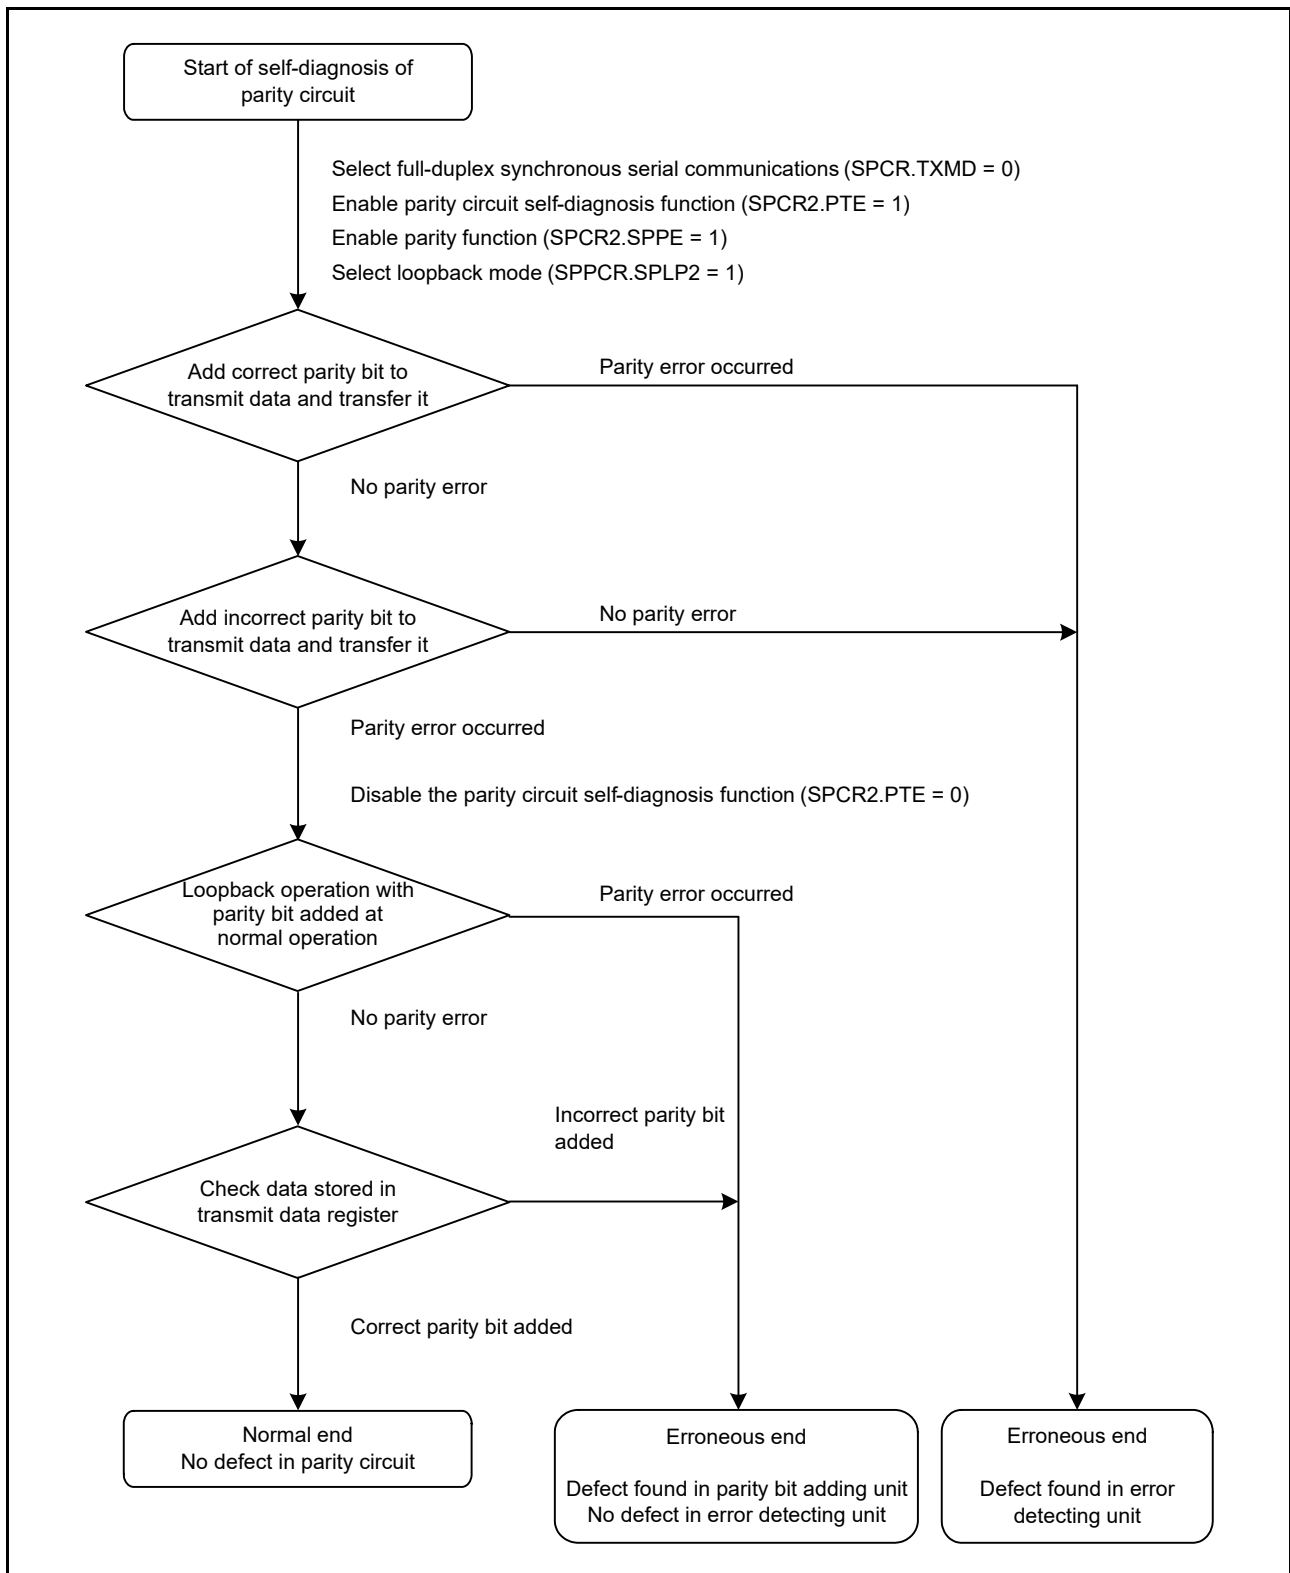 Start of self-diagnosis of
parity circuit
Select full-duplex synchronous serial communications (SPCR.TXMD = 0)
Enable parity circuit self-diagnosis function (SPCR2.PTE = 1)
Enable parity function (SPCR2.SPPE = 1)
Select loopback mode (SPPCR.SPLP2 = 1)
Add correct parity bit to
transmit data and transfer it
Parity error occurred
No parity error
Add incorrect parity bit to
transmit data and transfer it
No parity error
Parity error occurred
Disable the parity circuit self-diagnosis function (SPCR2.PTE = 0)
Loopback operation with
parity bit added at
normal operation
Parity error occurred
No parity error
Incorrect parity bit
added
Check data stored in
transmit data register
Correct parity bit added
Normal end
No defect in parity circuit
Erroneous end
Defect found in parity bit adding unit
No defect in error detecting unit
Erroneous end
Defect found in error
detecting unit